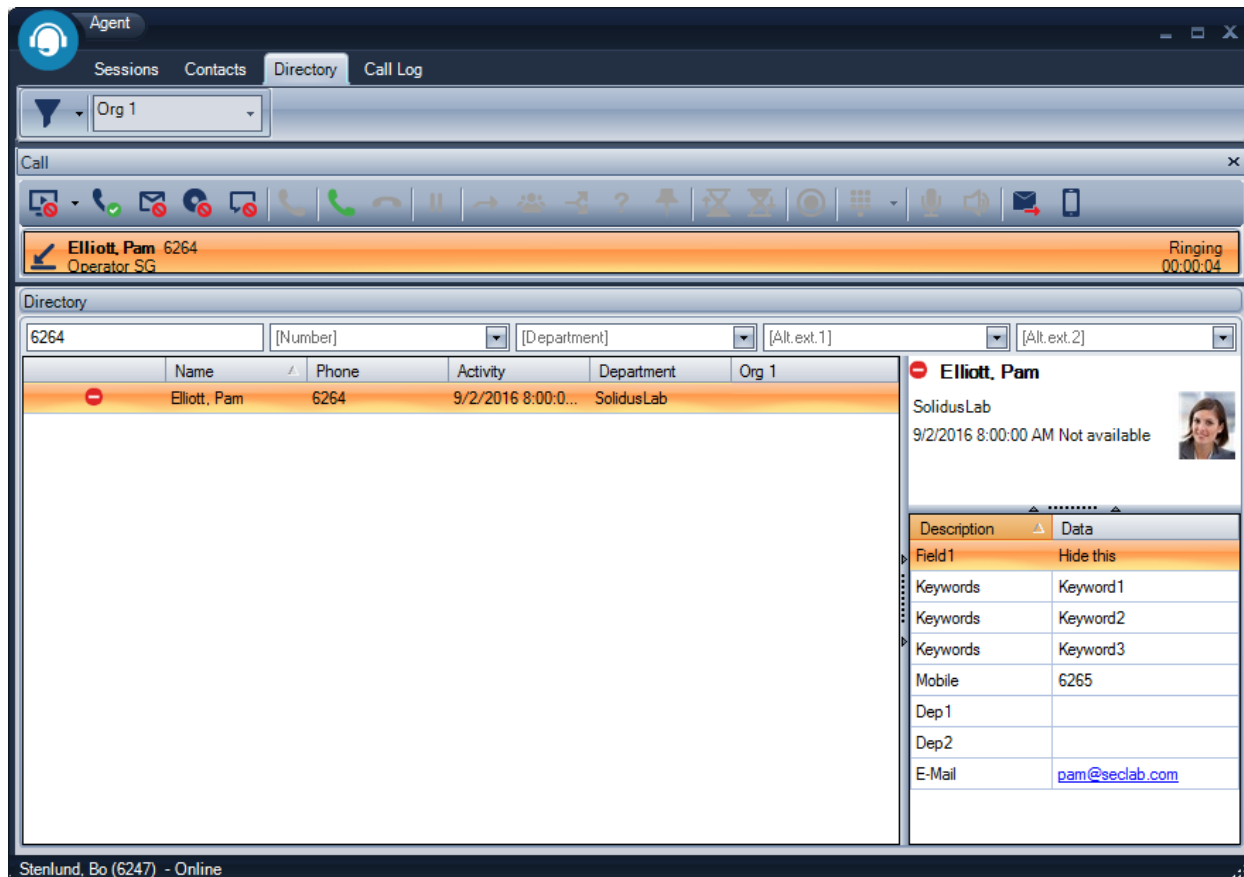 Agent
Sessions Contacts Directory Call Log
Org 1
Call
Elliott, Pam 6264 Ringing
Operator SG 00:00:04
Directory
6264 [Number] [Department] [Alt.ext.1] [Alt.ext.2]
Name Phone Activity Department Org 1
Elliott, Pam 6264 9/2/2016 8:00:0... SolidusLab
Elliott, Pam
SolidusLab
9/2/2016 8:00:00 AM Not available
Description Data
Field1 Hide this
Keywords Keyword1
Keywords Keyword2
Keywords Keyword3
Mobile 6265
Dep1
Dep2
E-Mail pam@seclab.com
Stenlund, Bo (6247) - Online